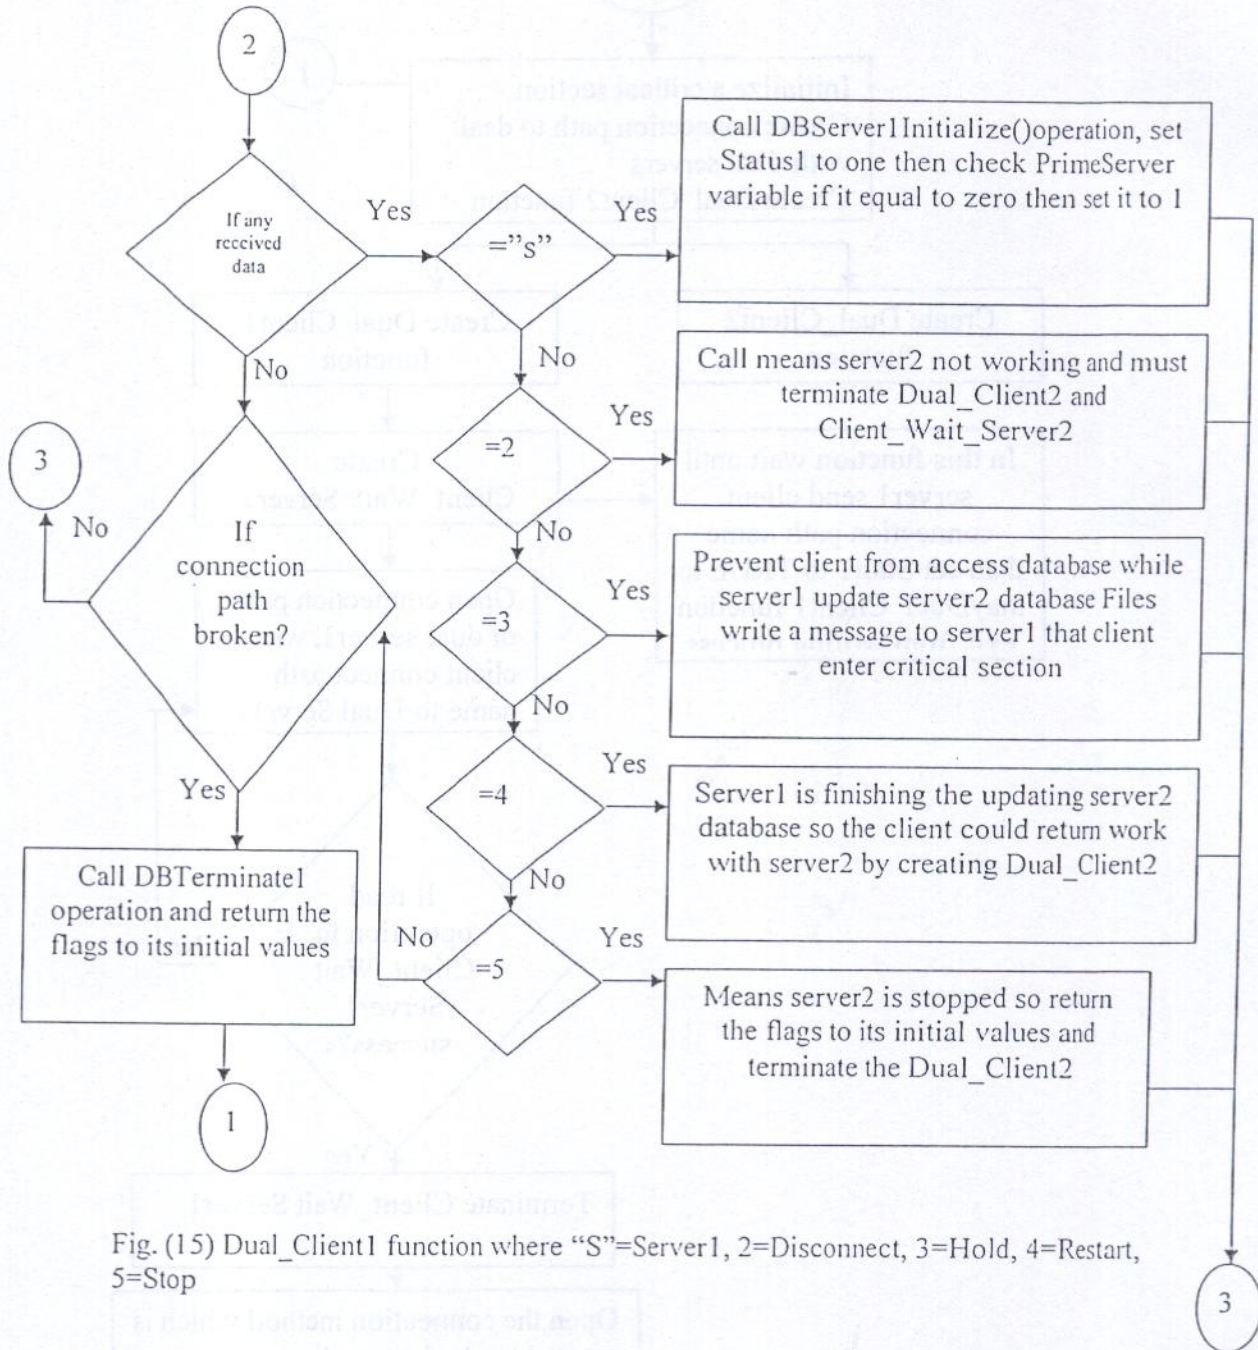 2
If any
received
data
Yes
="S"
Yes
Call DBServer1Initialize()operation, set
Status1 to one then check PrimeServer
variable if it equal to zero then set it to 1
No
No
=2
Yes
Call means server2 not working and must
terminate Dual_Client2 and
Client_Wait_Server2
3
No
If
connection
path
broken?
No
=3
Yes
Prevent client from access database while
server1 update server2 database Files
write a message to server1 that client
enter critical section
No
Yes
=4
Yes
Server1 is finishing the updating server2
database so the client could return work
with server2 by creating Dual_Client2
No
Call DBTerminate1
operation and return the
flags to its initial values
No
=5
Yes
Means server2 is stopped so return
the flags to its initial values and
terminate the Dual_Client2
1
Fig. (15) Dual_Client1 function where “S”=Server1, 2=Disconnect, 3=Hold, 4=Restart,
5=Stop
3